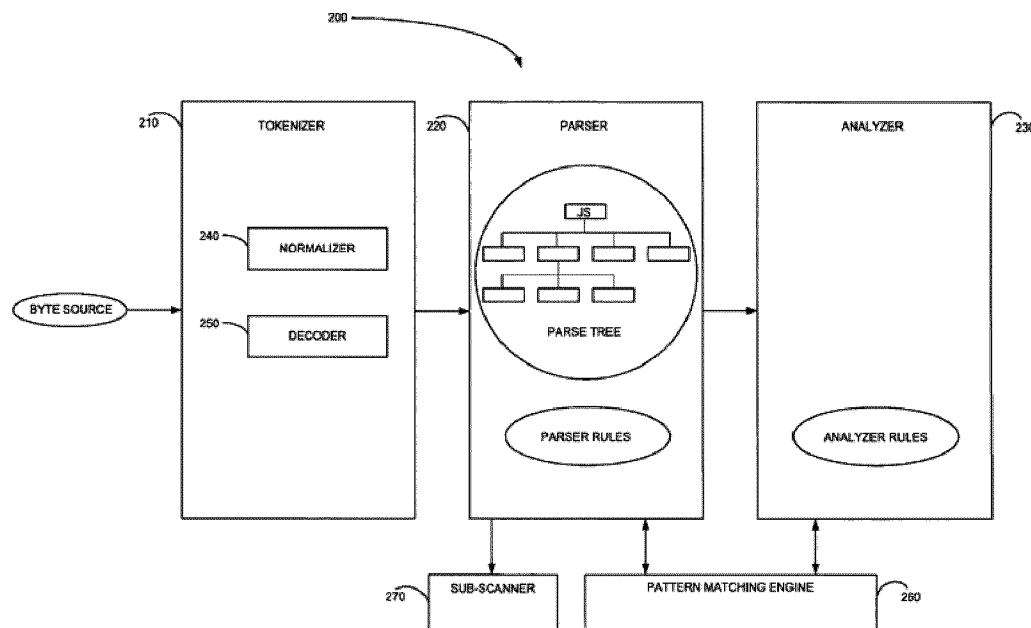 200
210
TOKENIZER
220
PARSER
ANALYZER
230
JS
240
NORMALIZER
BYTE SOURCE
250
DECODER
PARSE TREE
PARSER RULES
ANALYZER RULES
270
SUB-SCANNER
PATTERN MATCHING ENGINE
260